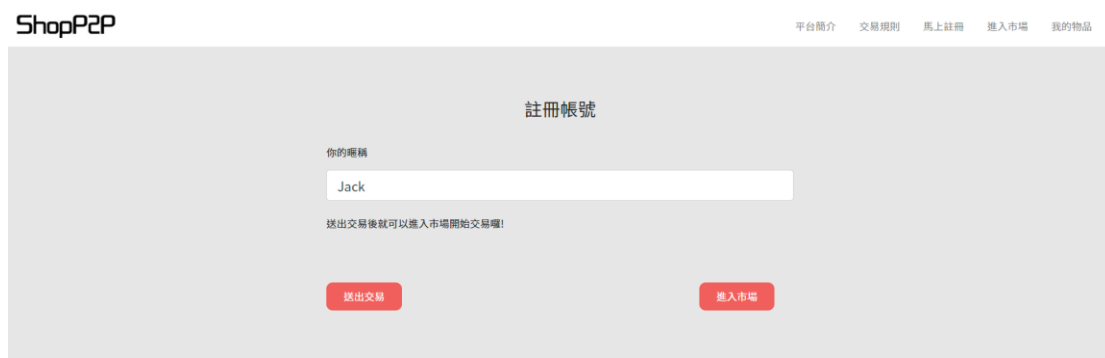 ShopP2P
平台簡介 交易規則 馬上註冊 進入市場 我的物品
註冊帳號
你的暱稱
Jack
送出交易後就可以進入市場開始交易囉!
送出交易 進入市場